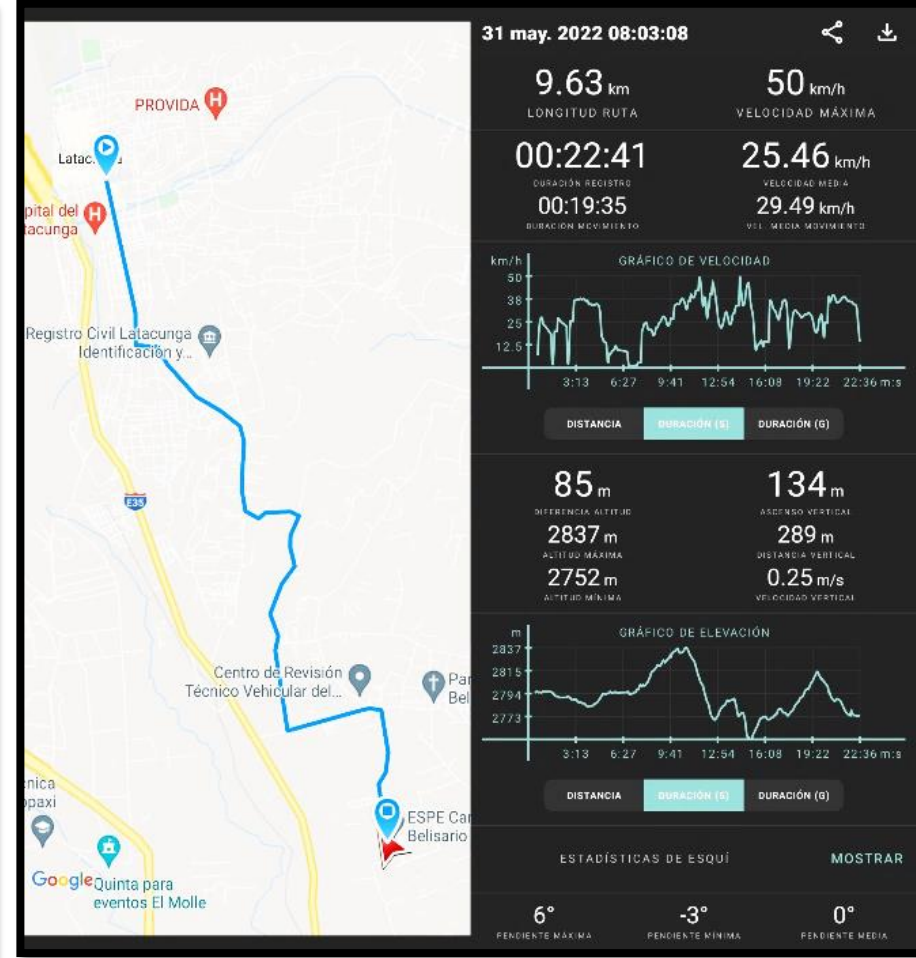 PROVIDA
H
Latac
pital del
tacunga
H
Registro Civil Latacunga
Identificación y...
E35
Centro de Revisión
Técnico Vehicular del...
Par
Bel
nica
opaxi
ESPE Car
Belisario
Google
Quinta para
eventos El Molle
31 may. 2022 08:03:08
9.63 km
LONGITUD RUTA
50 km/h
VELOCIDAD MÁXIMA
00:22:41
DURACIÓN REGISTRO
25.46 km/h
VELOCIDAD MEDIA
00:19:35
DURACIÓN MOVIMIENTO
29.49 km/h
VEL. MEDIA MOVIMIENTO
km/h
GRÁFICO DE VELOCIDAD
50
38
25
12.5
3:13 6:27 9:41 12:54 16:08 19:22 22:36 m:s
DISTANCIA DURACIÓN (S) DURACIÓN (G)
85 m
DIFERENCIA ALTITUD
134 m
ASCENSO VERTICAL
2837 m
ALTITUD MÁXIMA
289 m
DISTANCIA VERTICAL
2752 m
ALTITUD MÍNIMA
0.25 m/s
VELOCIDAD VERTICAL
m
GRÁFICO DE ELEVACIÓN
2837
2815
2794
2773
3:13 6:27 9:41 12:54 16:08 19:22 22:36 m:s
DISTANCIA DURACIÓN (S) DURACIÓN (G)
ESTADÍSTICAS DE ESQUÍ MOSTRAR
6°
PENDIENTE MÁXIMA
-3°
PENDIENTE MÍNIMA
0°
PENDIENTE MEDIA